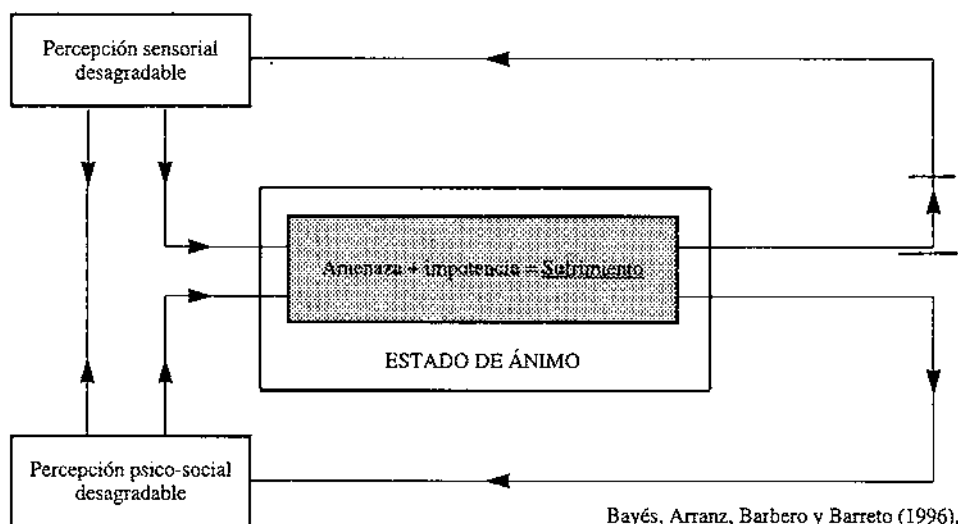 Percepción sensorial
desagradable
Amenaza + impotencia = Sufrimiento
ESTADO DE ÁNIMO
Percepción psico-social
desagradable
Bayés, Arranz, Barbero y Barreto (1996).